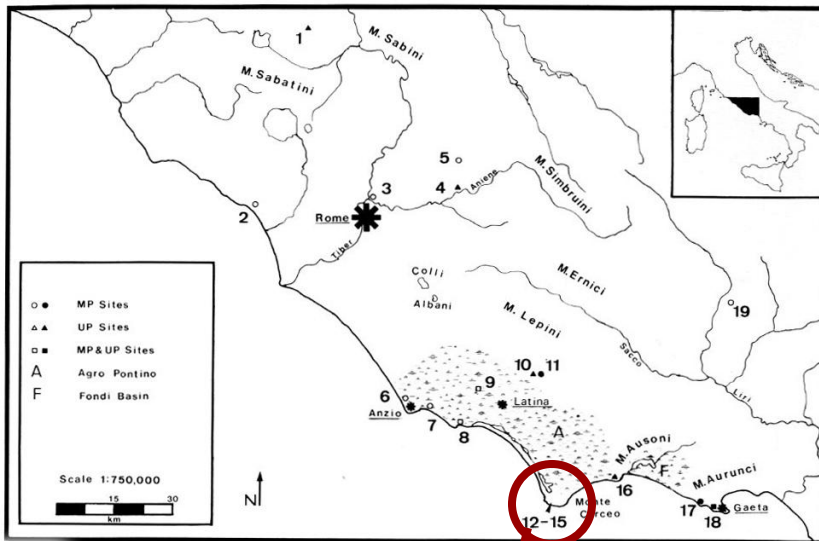 1
M. Sabini
M. Sabatini
5
4
Aniene
M. Simbruini
3
2
Rome
Tiber
Colli
Albani
M. Ernici
M. Lepini
Sacco
Liri
19
MP Sites
UP Sites
MP & UP Sites
A Agro Pontino
F Fondi Basin
Scale 1:750,000
15 30
km
N
10 11
9
Latina
6
Anzio
7
8
A
M. Ausoni
F
M. Aurunci
16
Monte
Circeo
12-15
17
18
Gaeta